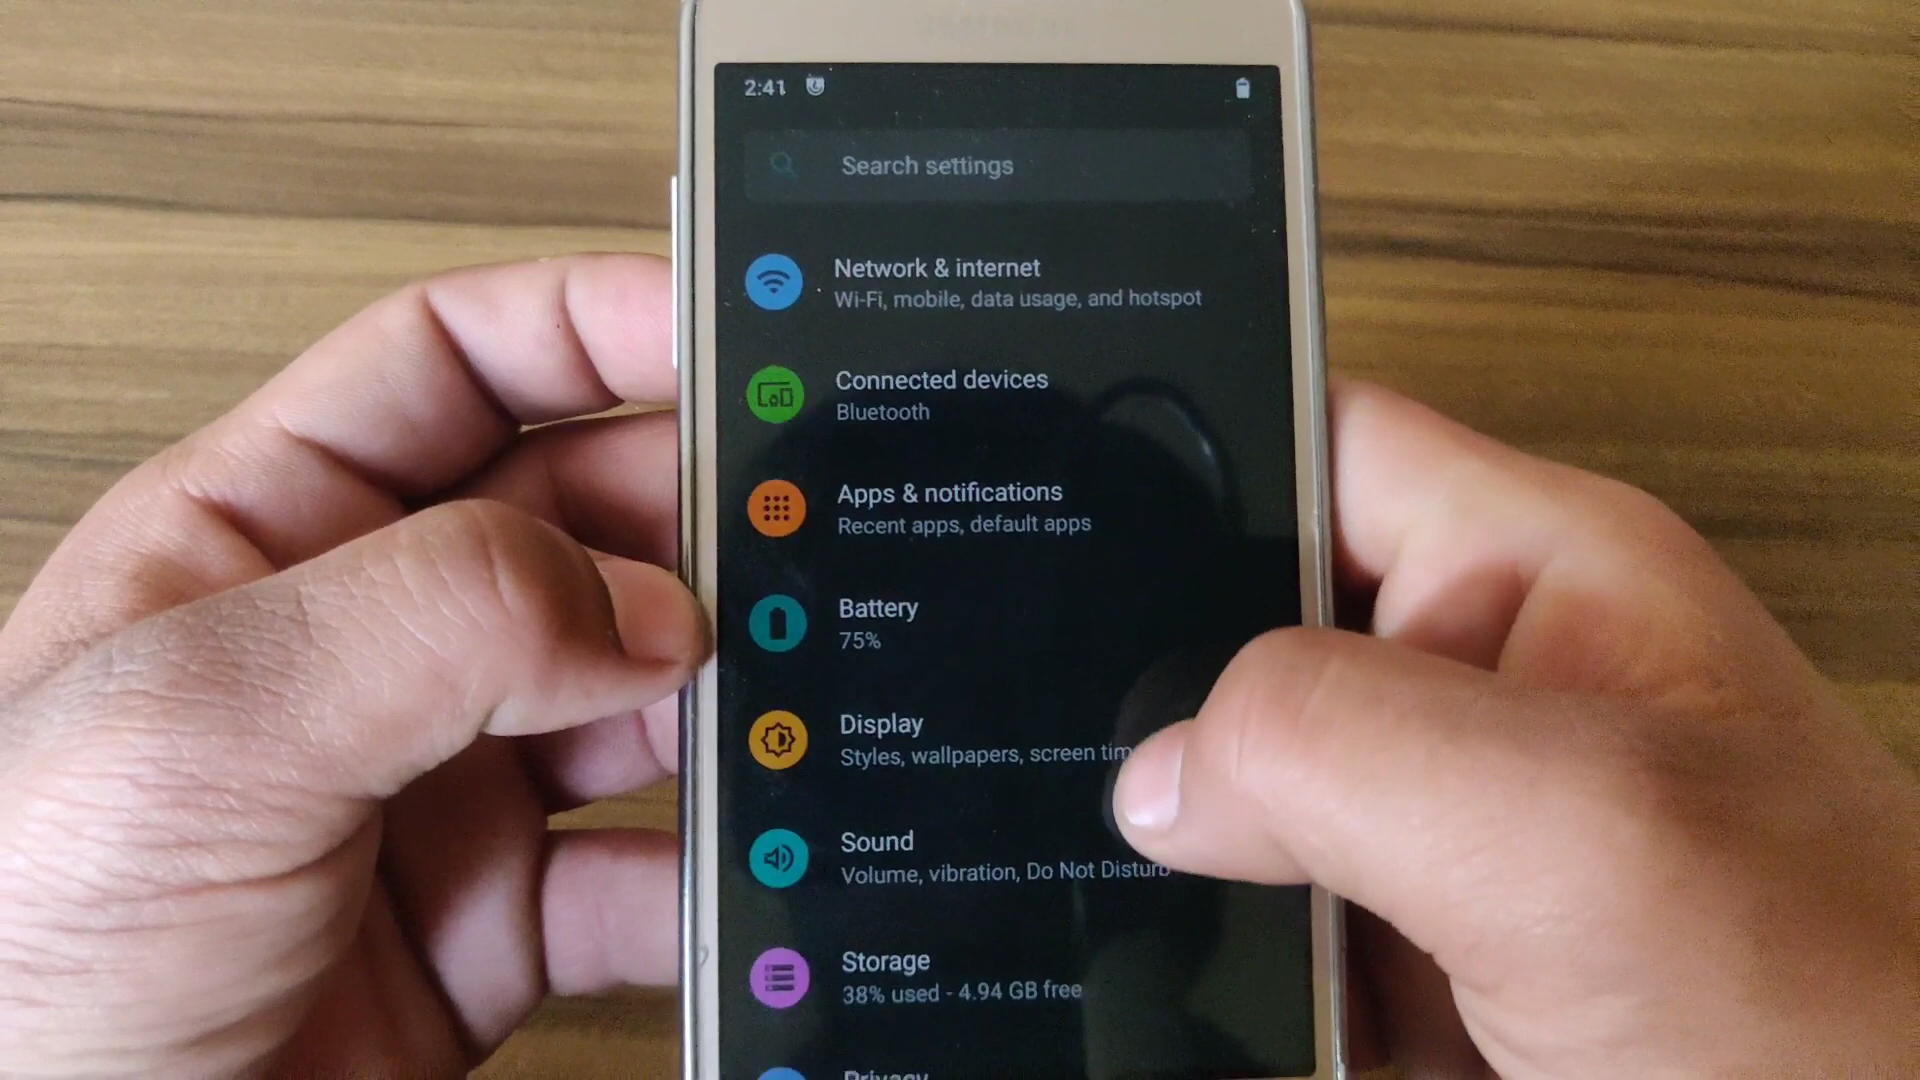 2:41
Search settings
Network & internet
Wi-Fi, mobile, data usage, and hotspot
Connected devices
Bluetooth
Apps & notifications
Recent apps, default apps
Battery
75%
Display
Styles, wallpapers, screen
Sound
Volume, vibration, Do Not Disturb
Storage
38% used - 4.94 GB free
Privacy